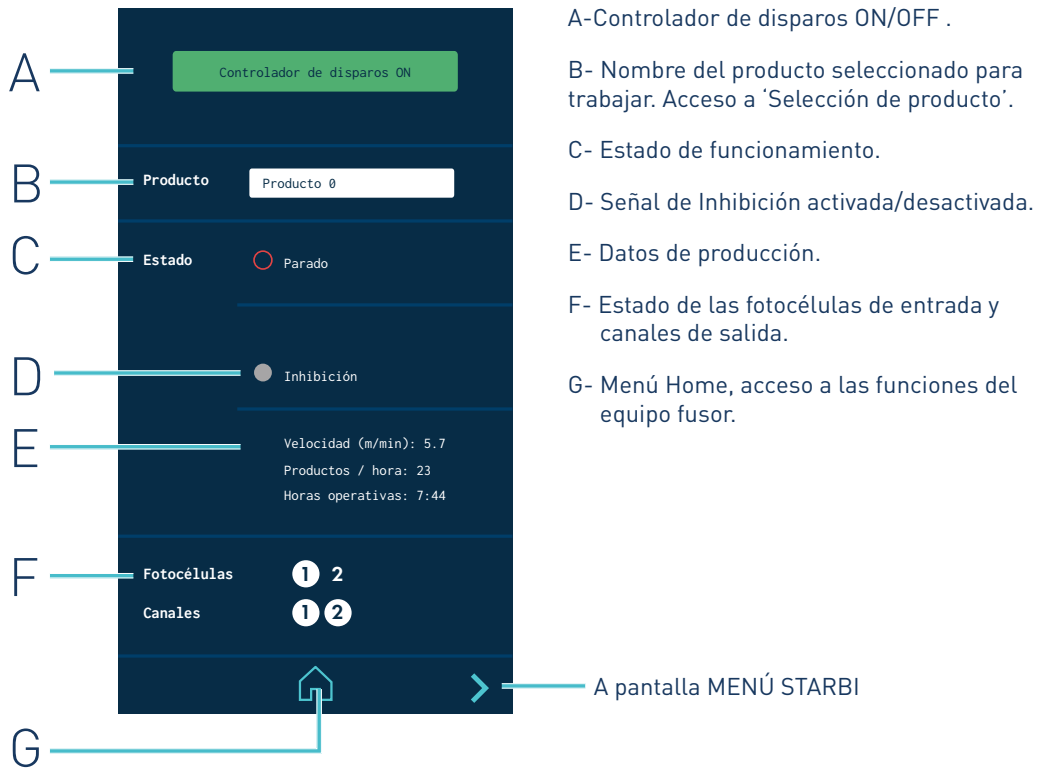 A
Controlador de disparos ON
B
Producto
Producto 0
C
Estado
Parado
D
Inhibición
E
Velocidad (m/min): 5.7
Productos / hora: 23
Horas operativas: 7:44
F
Fotocélulas
1 2
Canales
1 2
G
A-Controlador de disparos ON/OFF .
B- Nombre del producto seleccionado para
trabajar. Acceso a ‘Selección de producto’.
C- Estado de funcionamiento.
D- Señal de Inhibición activada/desactivada.
E- Datos de producción.
F- Estado de las fotocélulas de entrada y
canales de salida.
G- Menú Home, acceso a las funciones del
equipo fusor.
A pantalla MENÚ STARBI